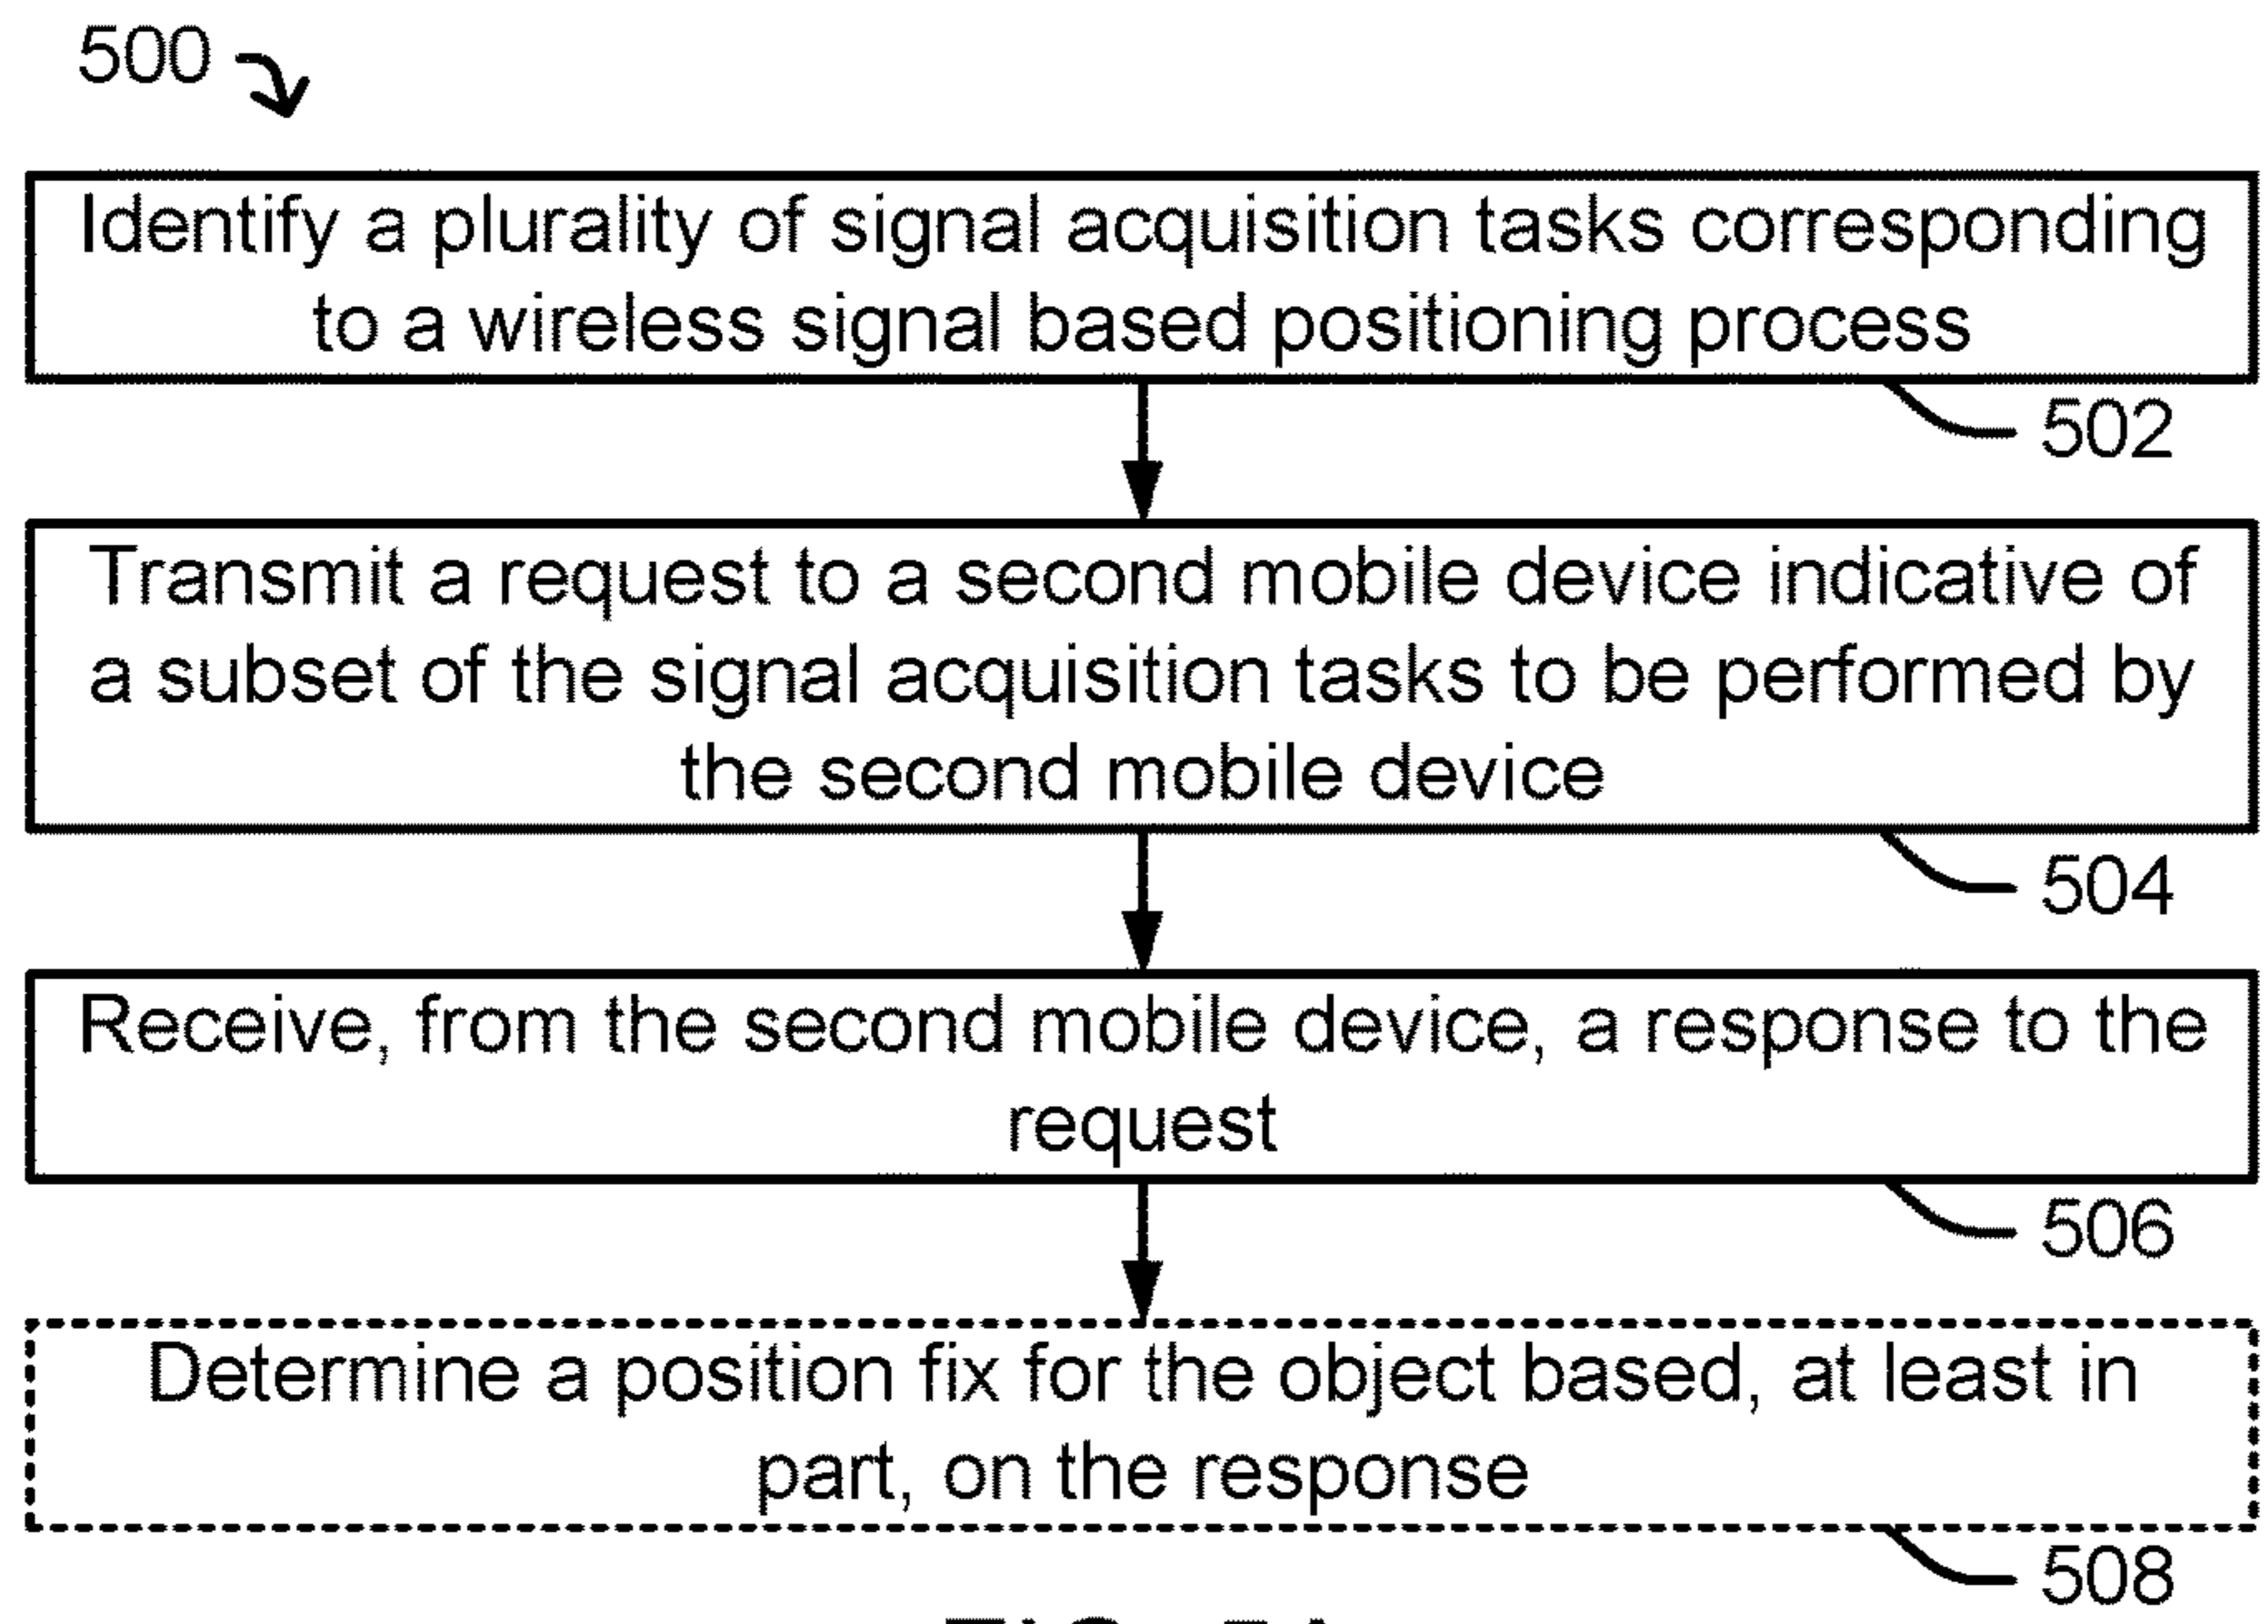 500
Identify a plurality of signal acquisition tasks corresponding
to a wireless signal based positioning process
502
Transmit a request to a second mobile device indicative of
a subset of the signal acquisition tasks to be performed by
the second mobile device
504
Receive, from the second mobile device, a response to the
request
506
Determine a position fix for the object based, at least in
part, on the response
508